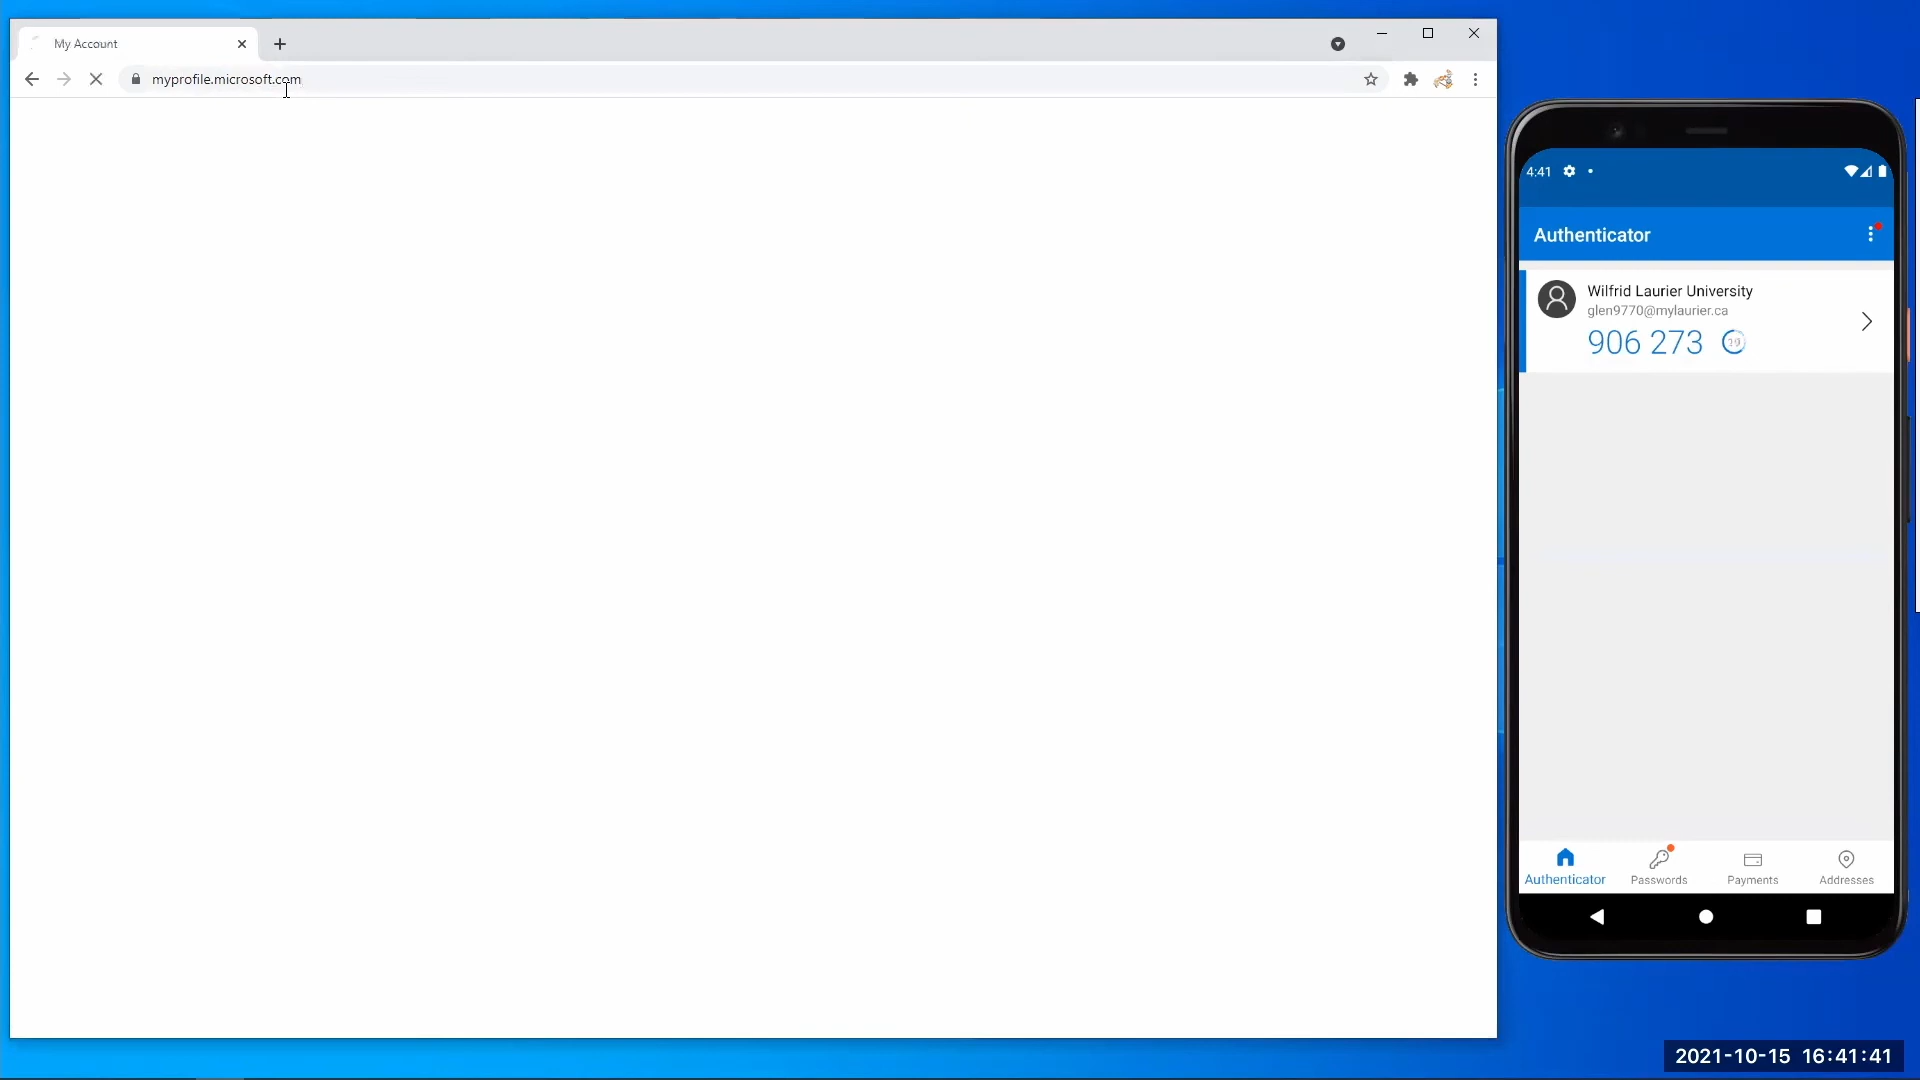 My Account
myprofile.microsoft.com
4:41
Authenticator
Wilfrid Laurier University
glen9770@mylaurier.ca
906 273
Authenticator
Passwords
Payments
Addresses
2021-10-15 16:41:41